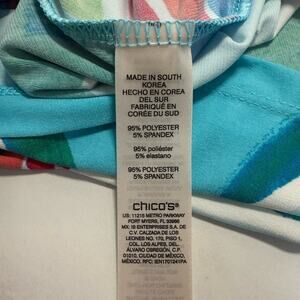 MADE IN SOUTH
KOREA
HECHO EN COREA
DEL SUR
FABRIQUÉ EN
CORÉE DU SUD
95% POLYESTER
5% SPANDEX
95% poliéster
5% elastano
95% POLYESTER
5% SPANDEX
chico's®
US: 11215 METRO PARKWAY
FORT MYERS, FL 33966
MX: IB ENTERPRISES S.A. DE
C.V. CALZADA DE LOS
LEONES NO. 170, PISO 1,
COL. LOS ALPES, DEL.
ÁLVARO OBREGÓN, C.P.
01010, CIUDAD DE MÉXICO,
MÉXICO, RFC: IEN1701241PA